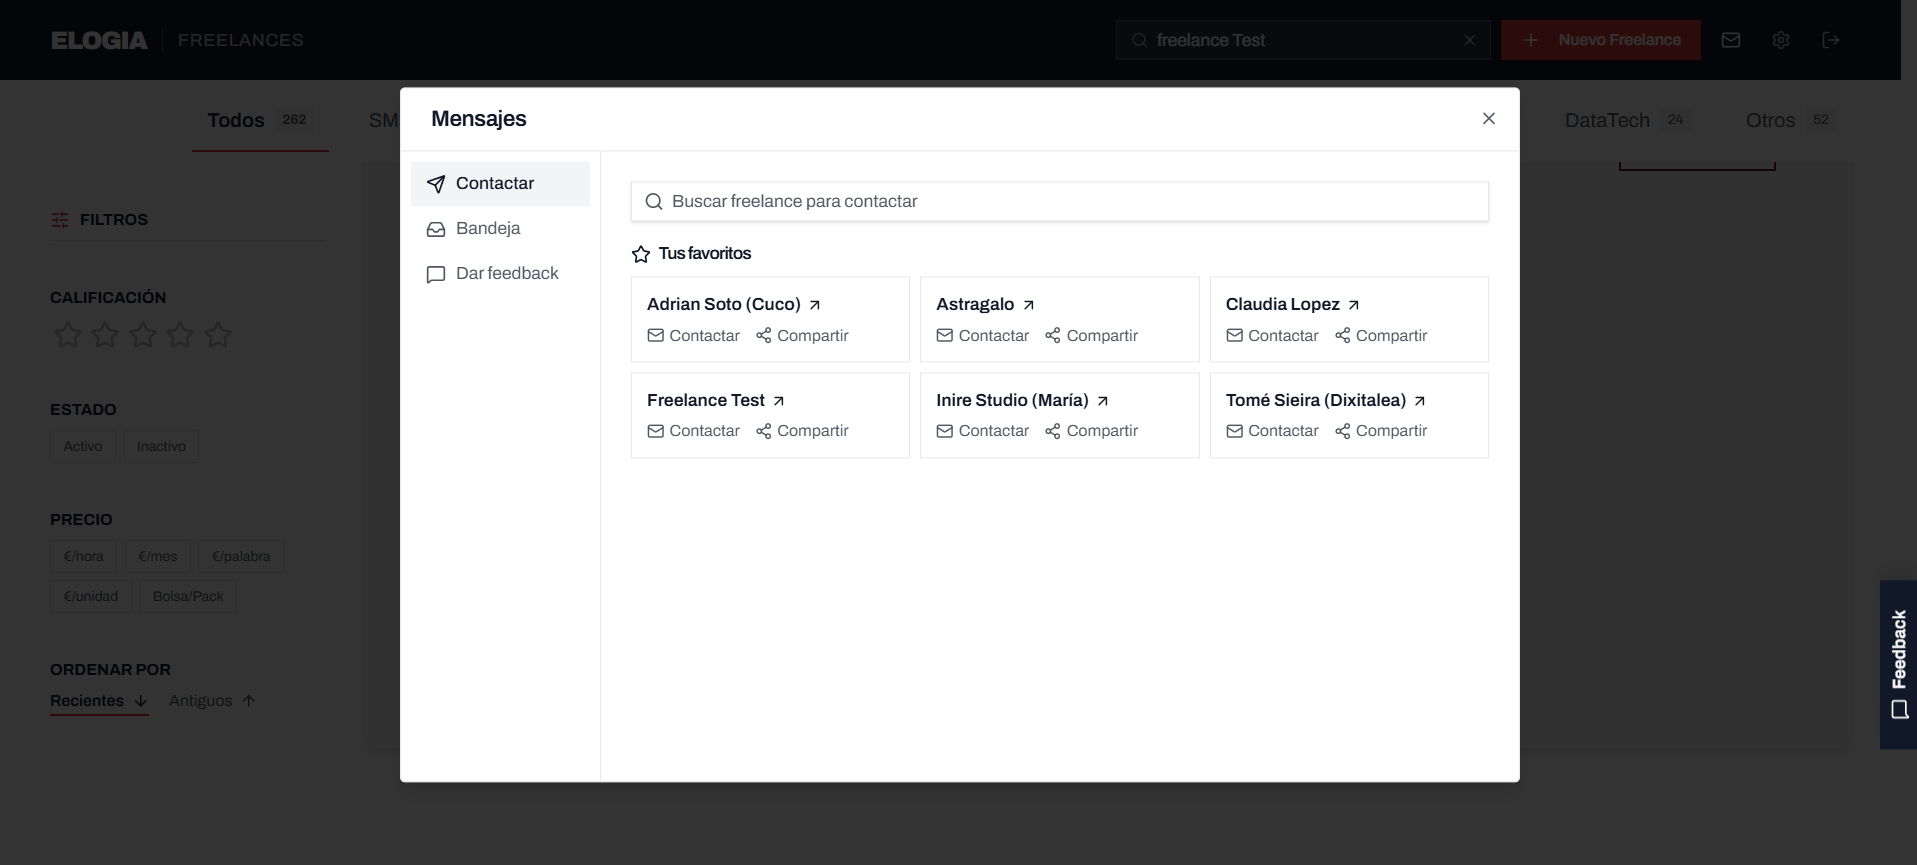 ELOGIA FREELANCES
freelance Test
Nuevo Freelance
Todos 262
SM
DataTech 24
Otros 52
FILTROS
CALIFICACIÓN
ESTADO
Activo Inactivo
PRECIO
€/hora €/mes €/palabra
€/unidad Bolsa/Pack
ORDENAR POR
Recientes Antiguos
Mensajes
Contactar
Bandeja
Dar feedback
Buscar freelance para contactar
Tus favoritos
Adrian Soto (Cuco)
Contactar Compartir
Astragalo
Contactar Compartir
Claudia Lopez
Contactar Compartir
Freelance Test
Contactar Compartir
Inire Studio (María)
Contactar Compartir
Tomé Sieira (Dixitalea)
Contactar Compartir
Feedback